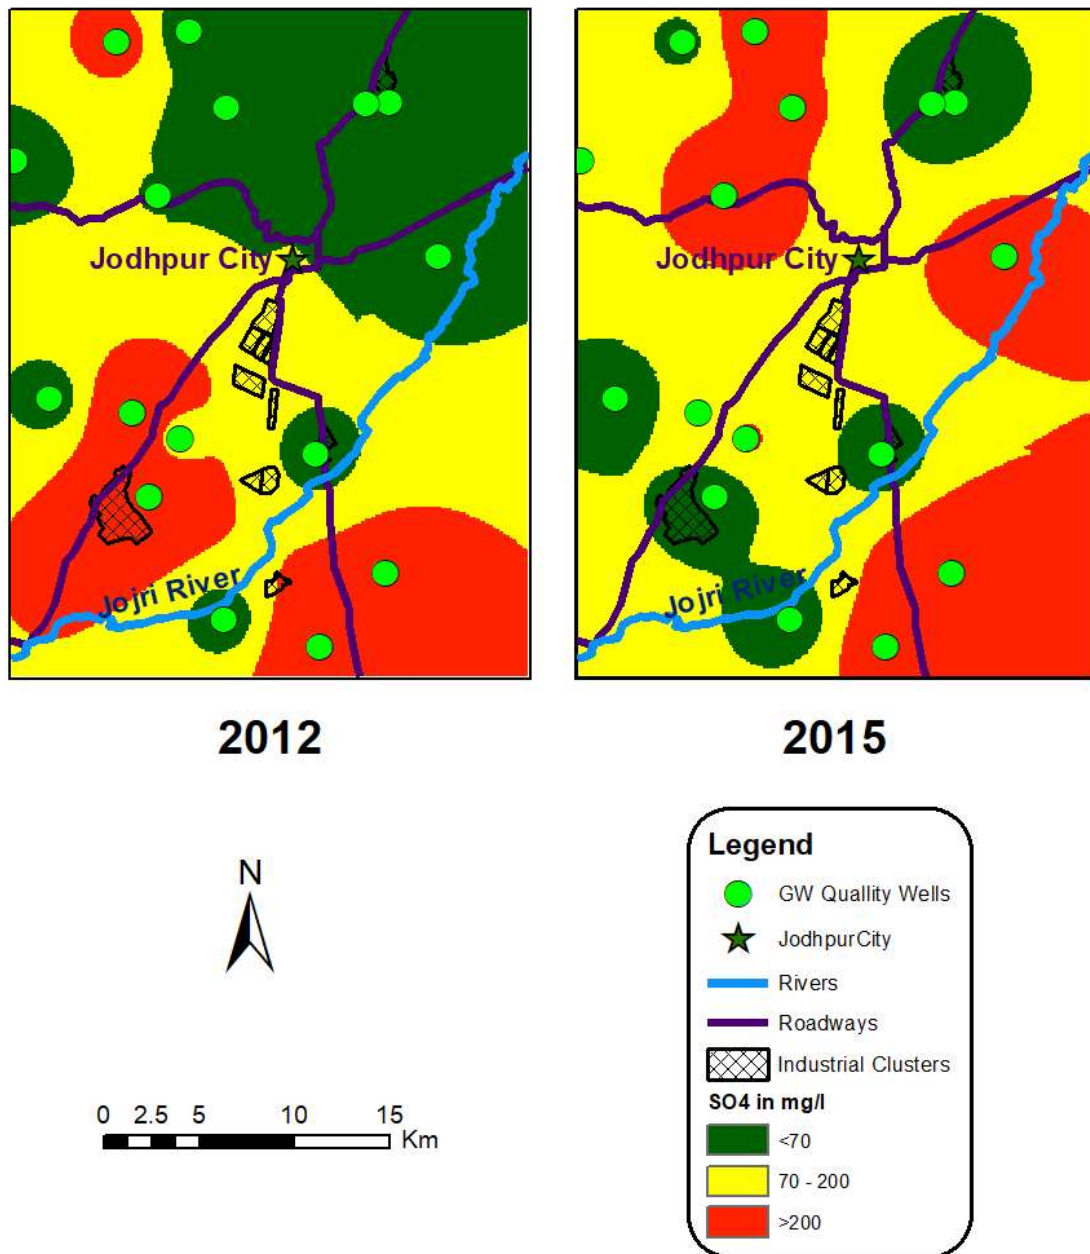 Jodhpur City
Jojri River
Jodhpur City
Jojri River
2012
2015
N
0 2.5 5 10 15
Km
Legend
GW Quallity Wells
JodhpurCity
Rivers
Roadways
Industrial Clusters
SO4 in mg/l
<70
70 - 200
>200